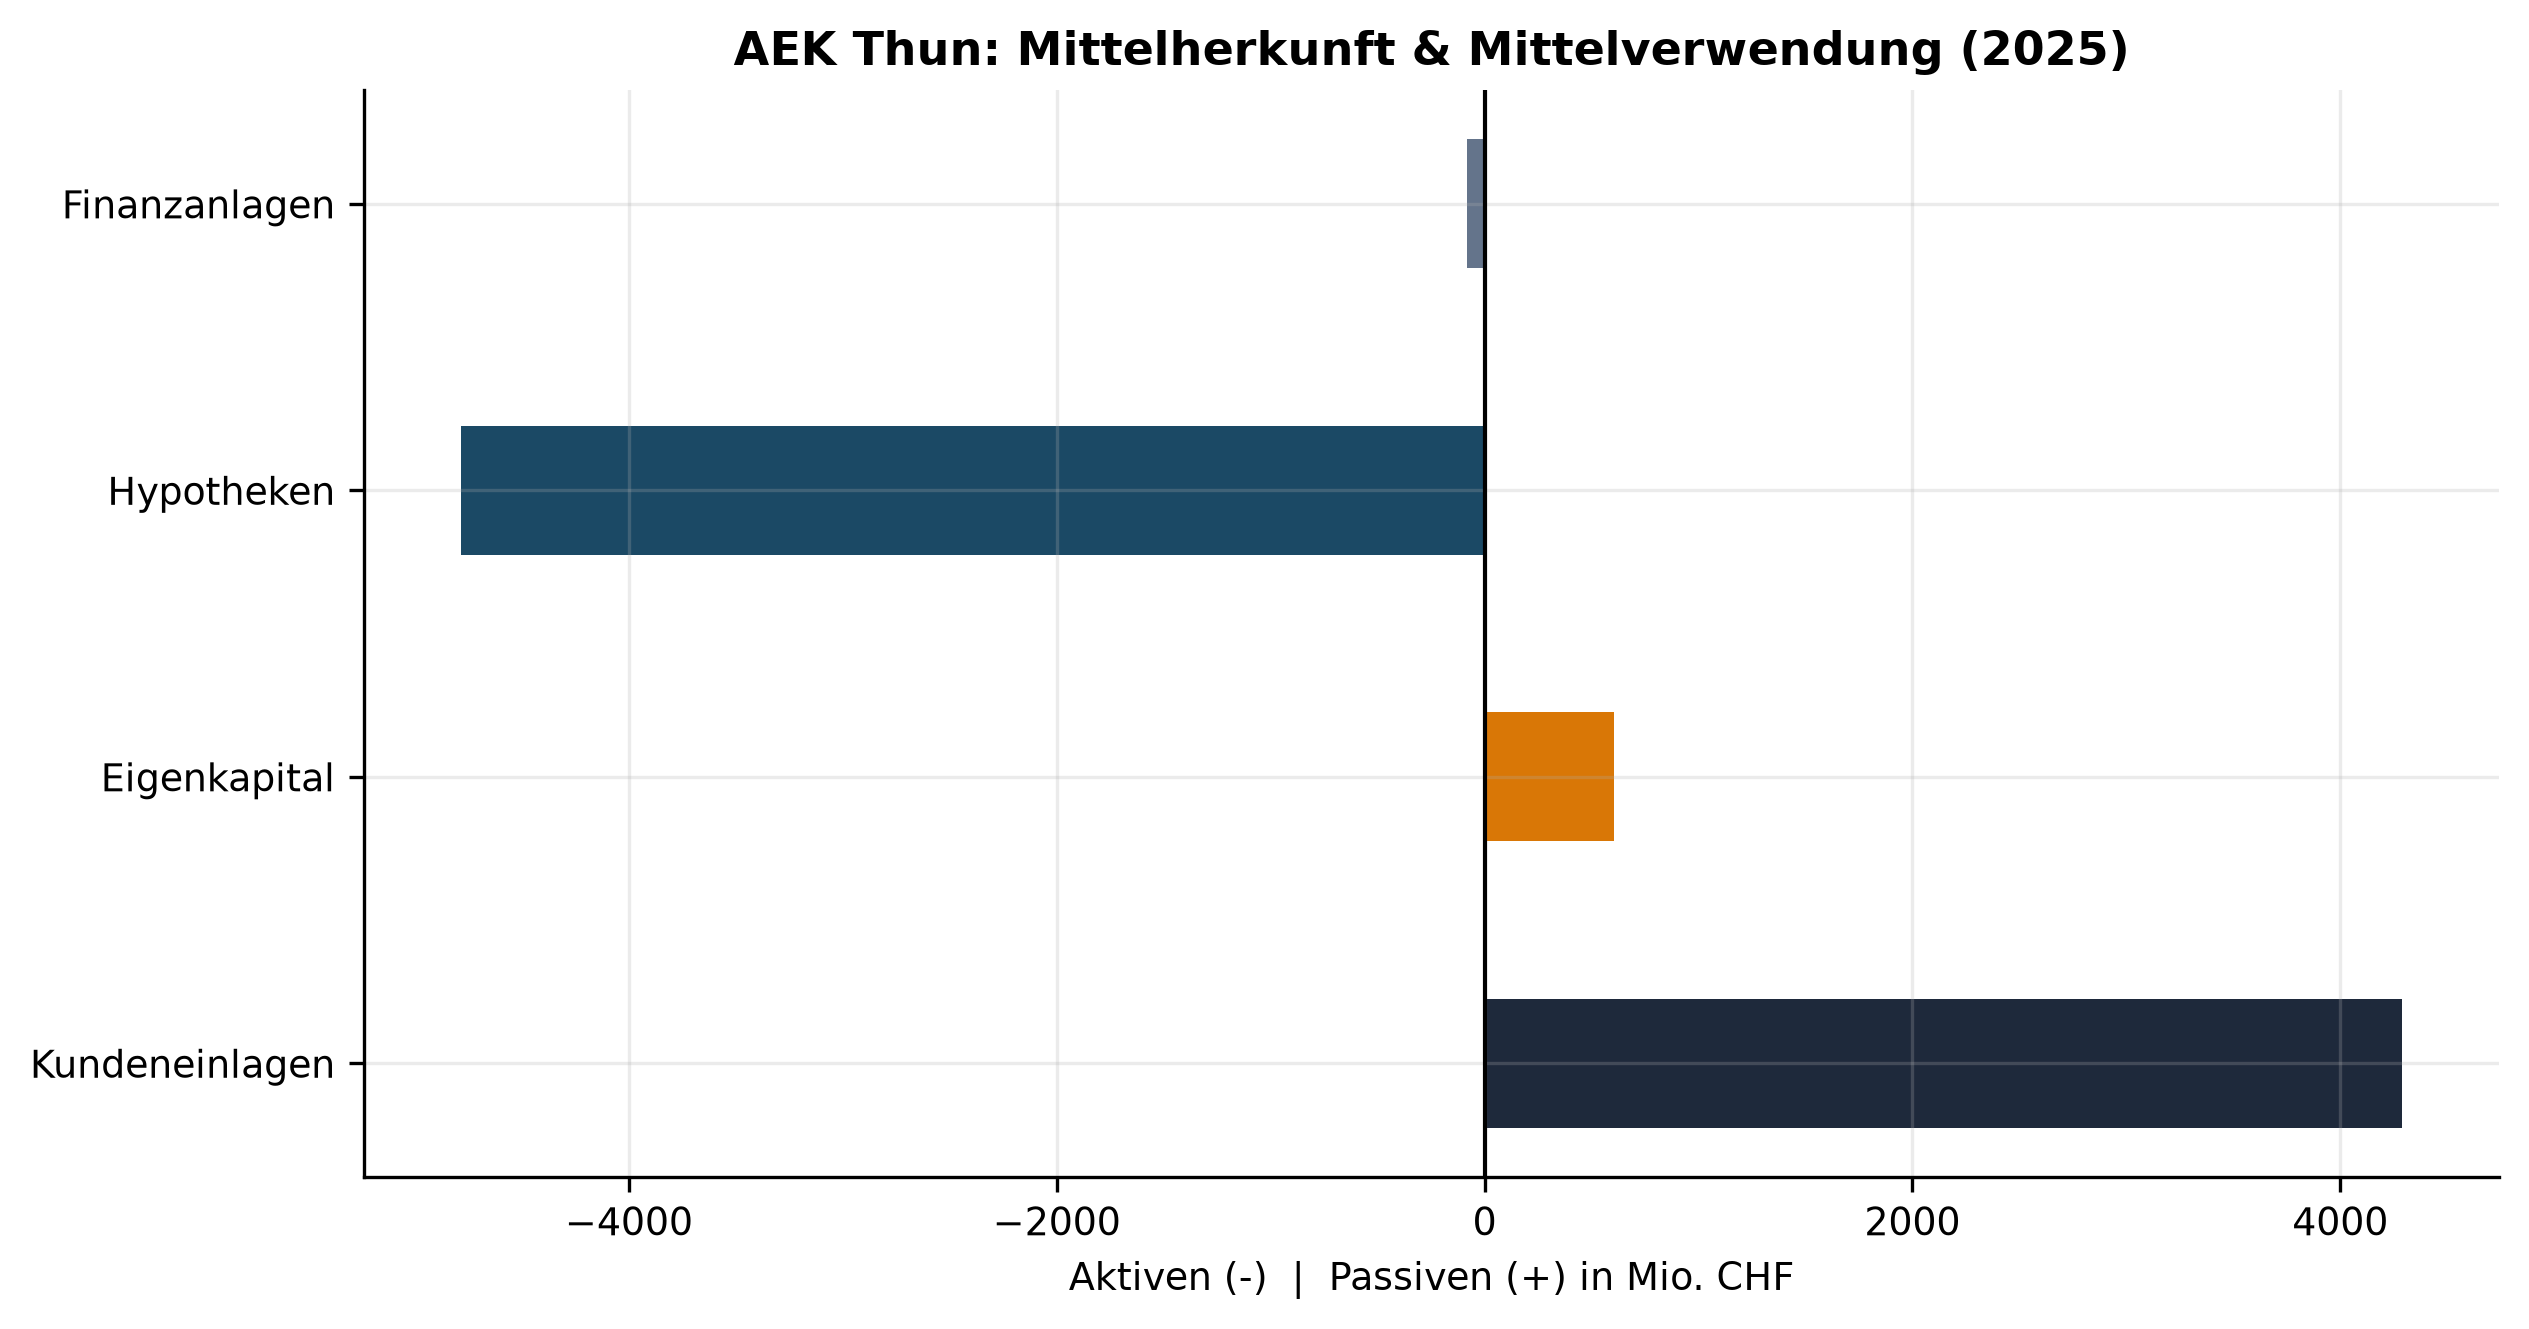 AEK Thun: Mittelherkunft & Mittelverwendung (2025)
Finanzanlagen
Hypotheken
Eigenkapital
Kundeneinlagen
−4000 −2000 0 2000 4000
Aktiven (-) | Passiven (+) in Mio. CHF